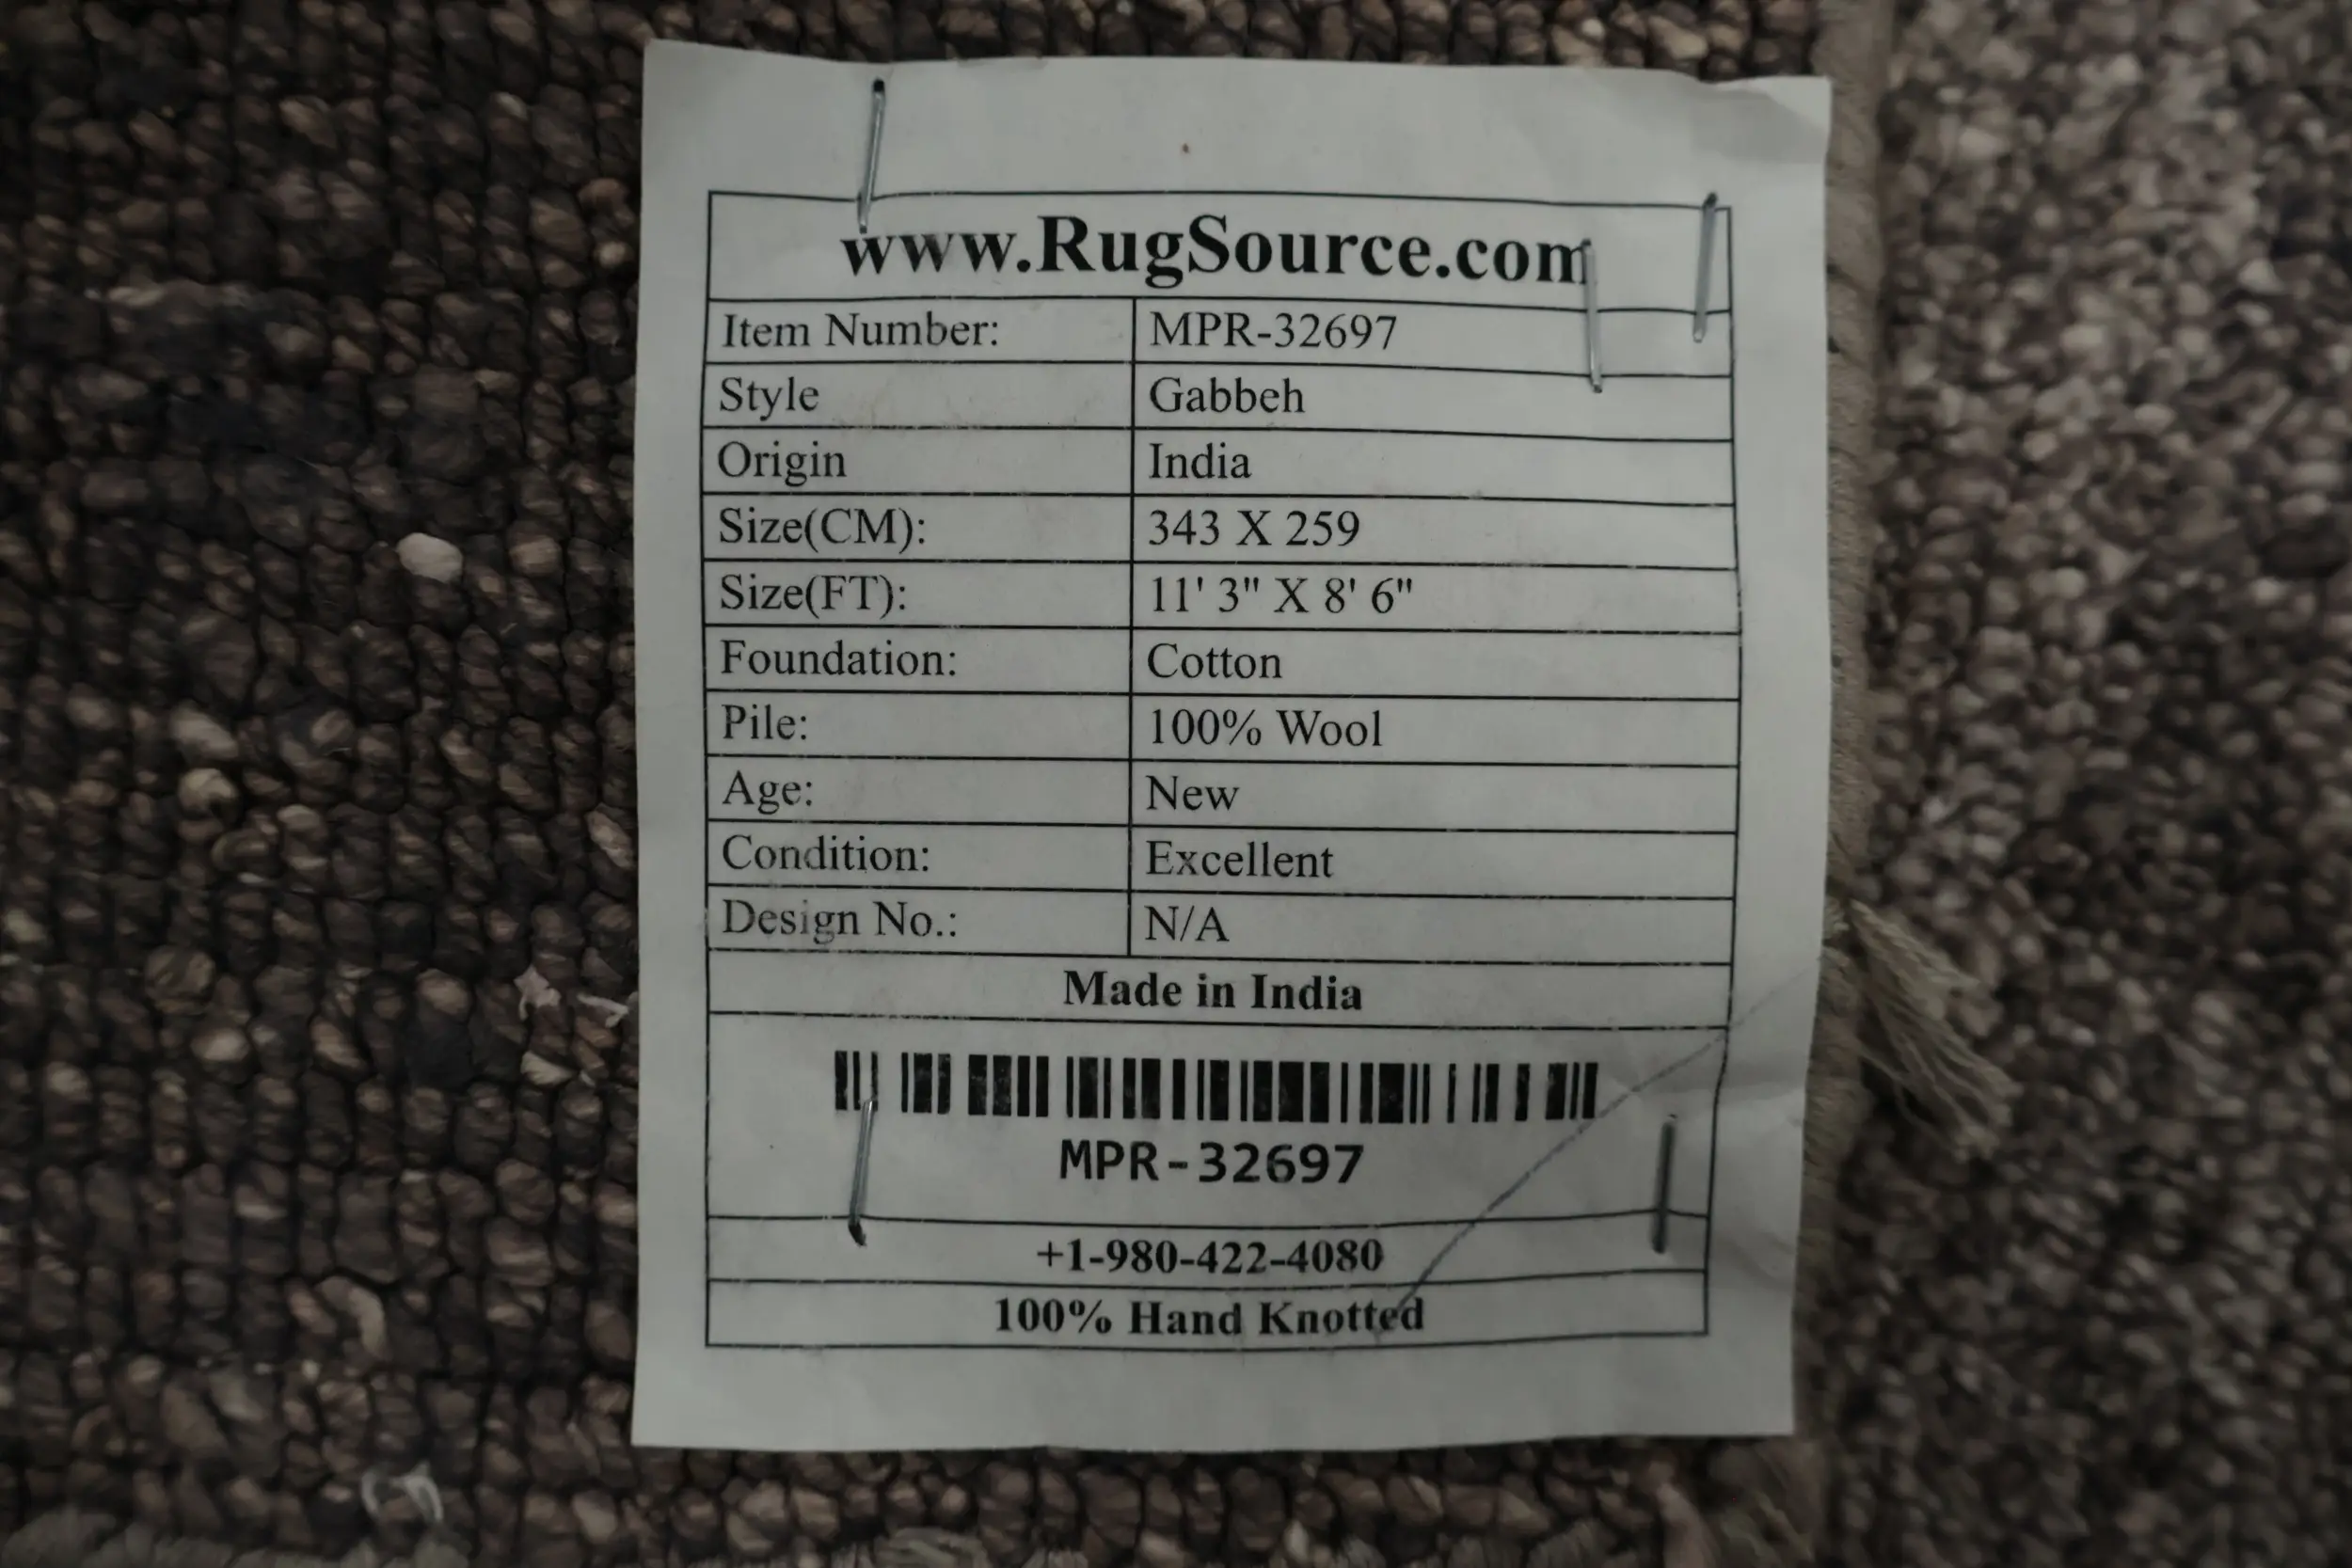 www.RugSource.com
Item Number: MPR-32697
Style Gabbeh
Origin India
Size(CM): 343 X 259
Size(FT): 11' 3" X 8' 6"
Foundation: Cotton
Pile: 100% Wool
Age: New
Condition: Excellent
Design No.: N/A
Made in India
MPR-32697
+1-980-422-4080
100% Hand Knotted